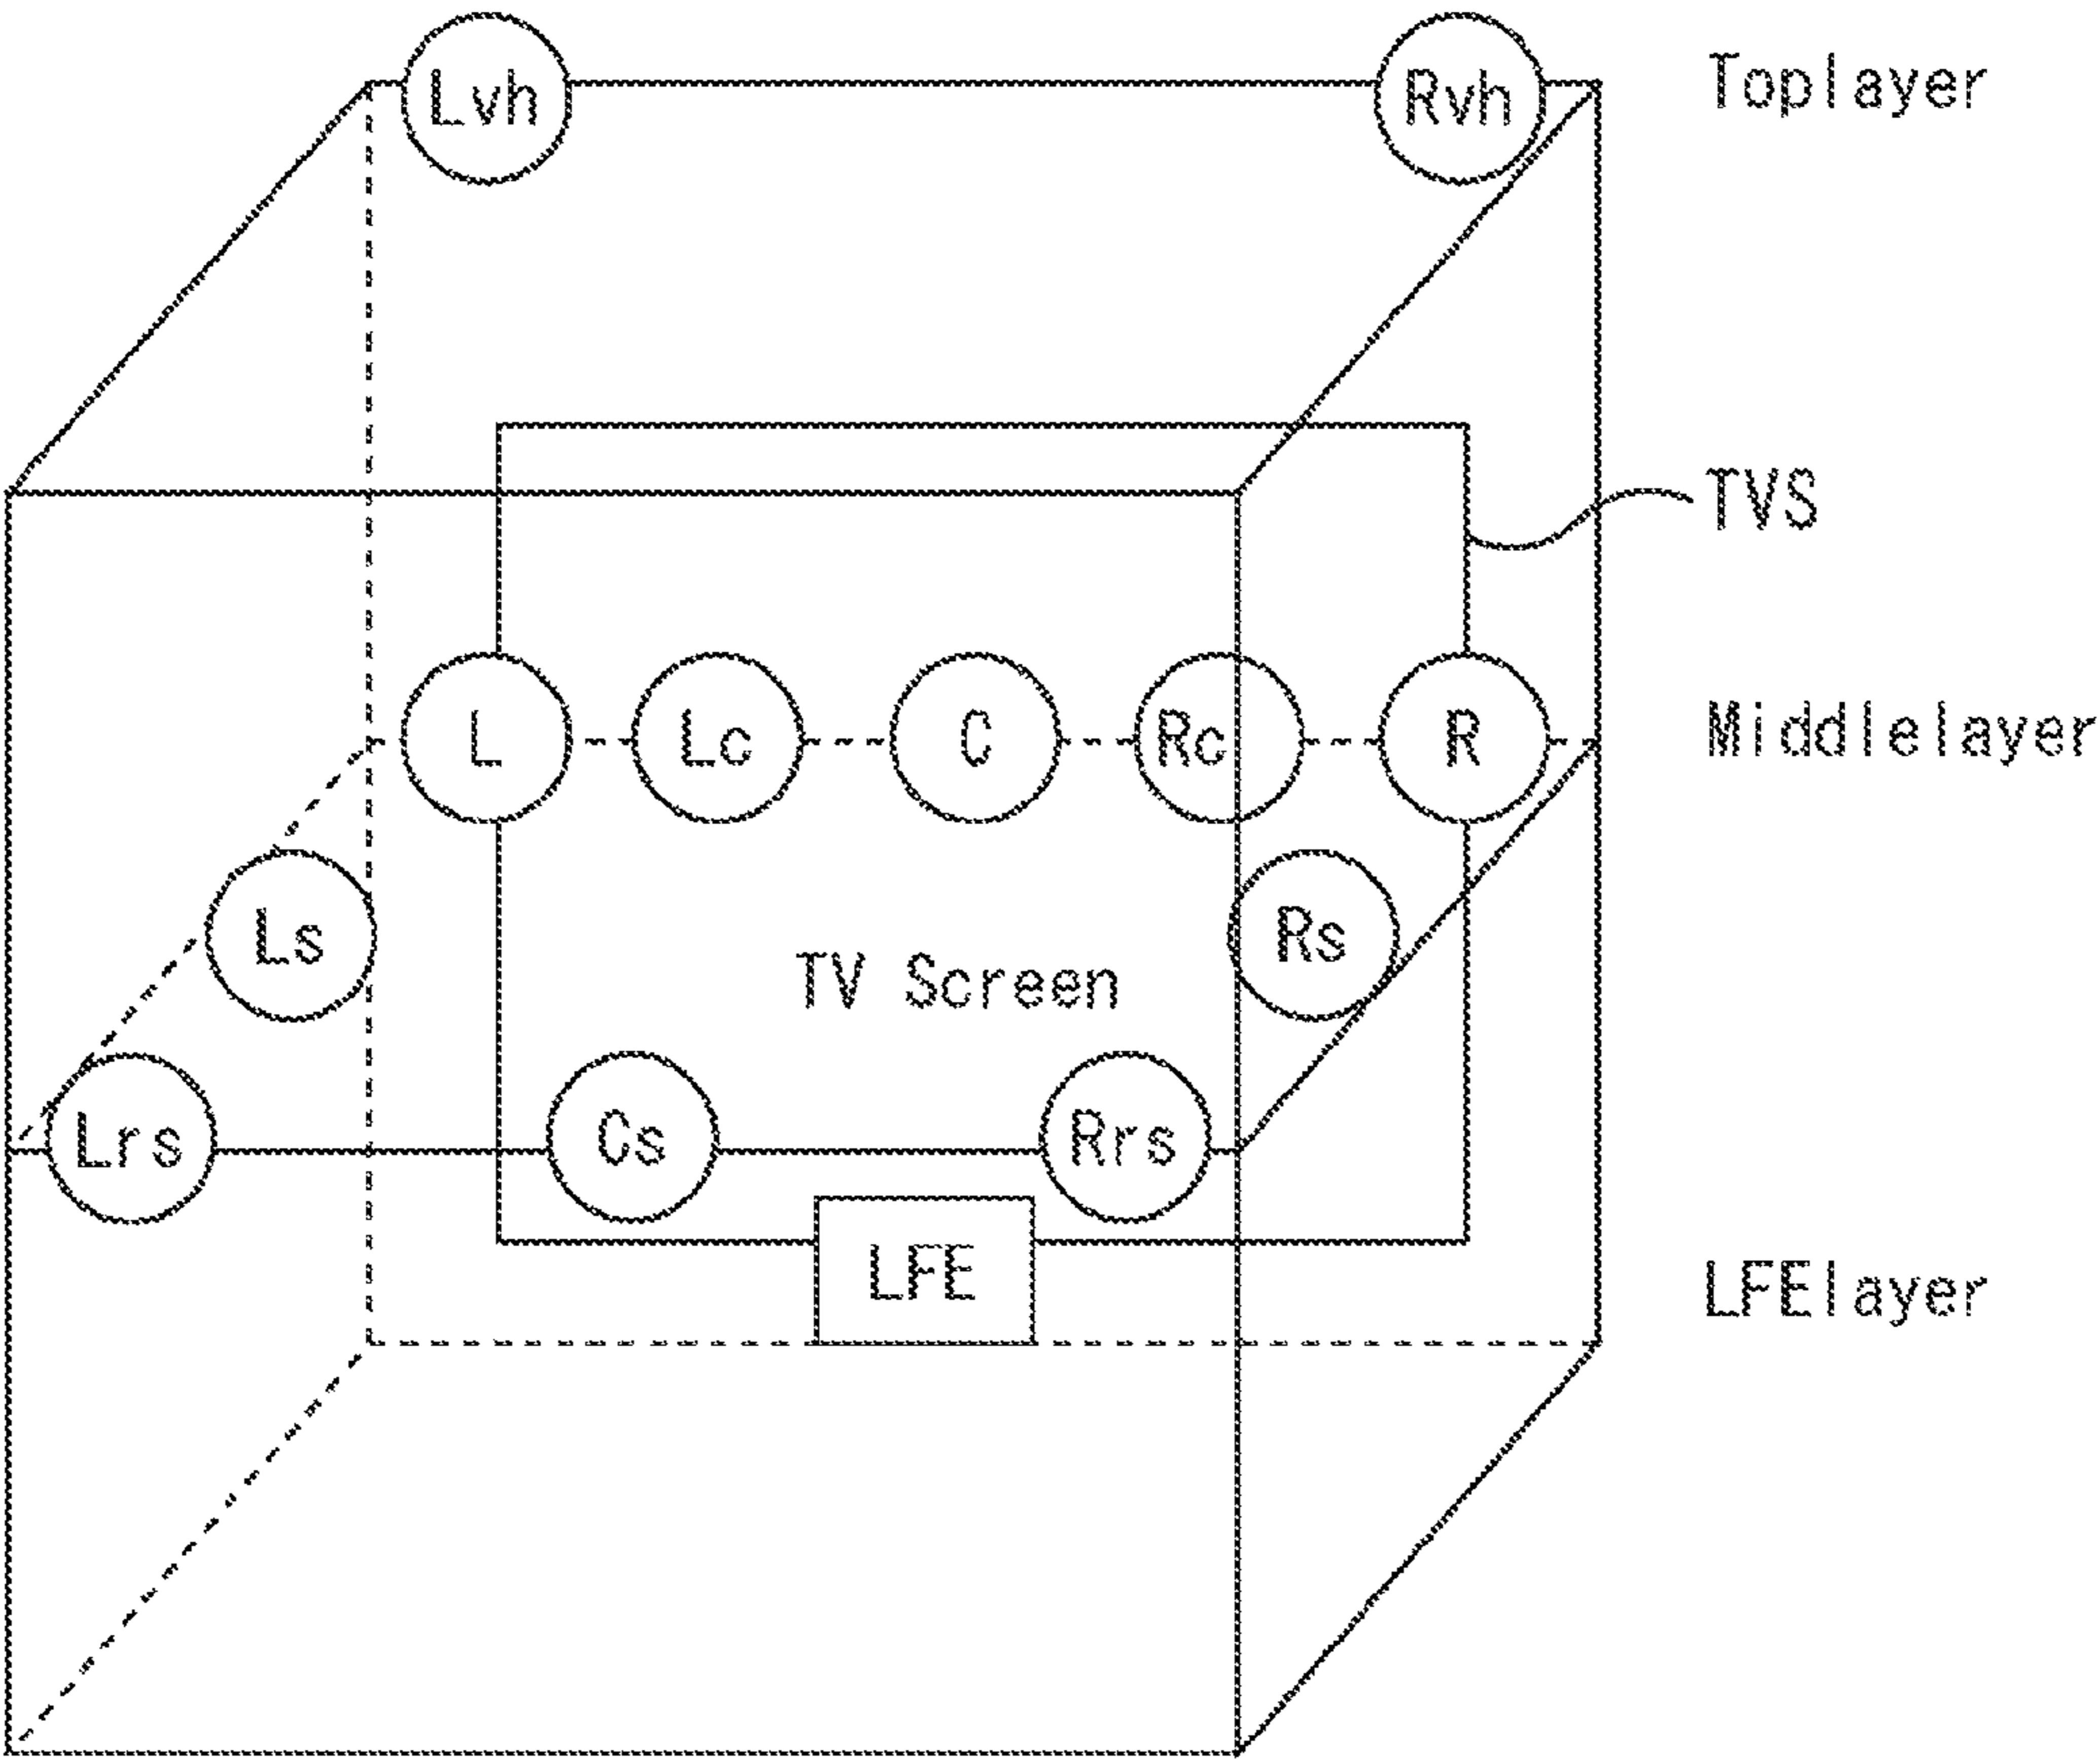 Lvh Rvh Toplayer
TVS
L Lc C Rc R Middlelayer
Ls Rs
TV Screen
Lrs Cs Rrs
LFE LFElayer